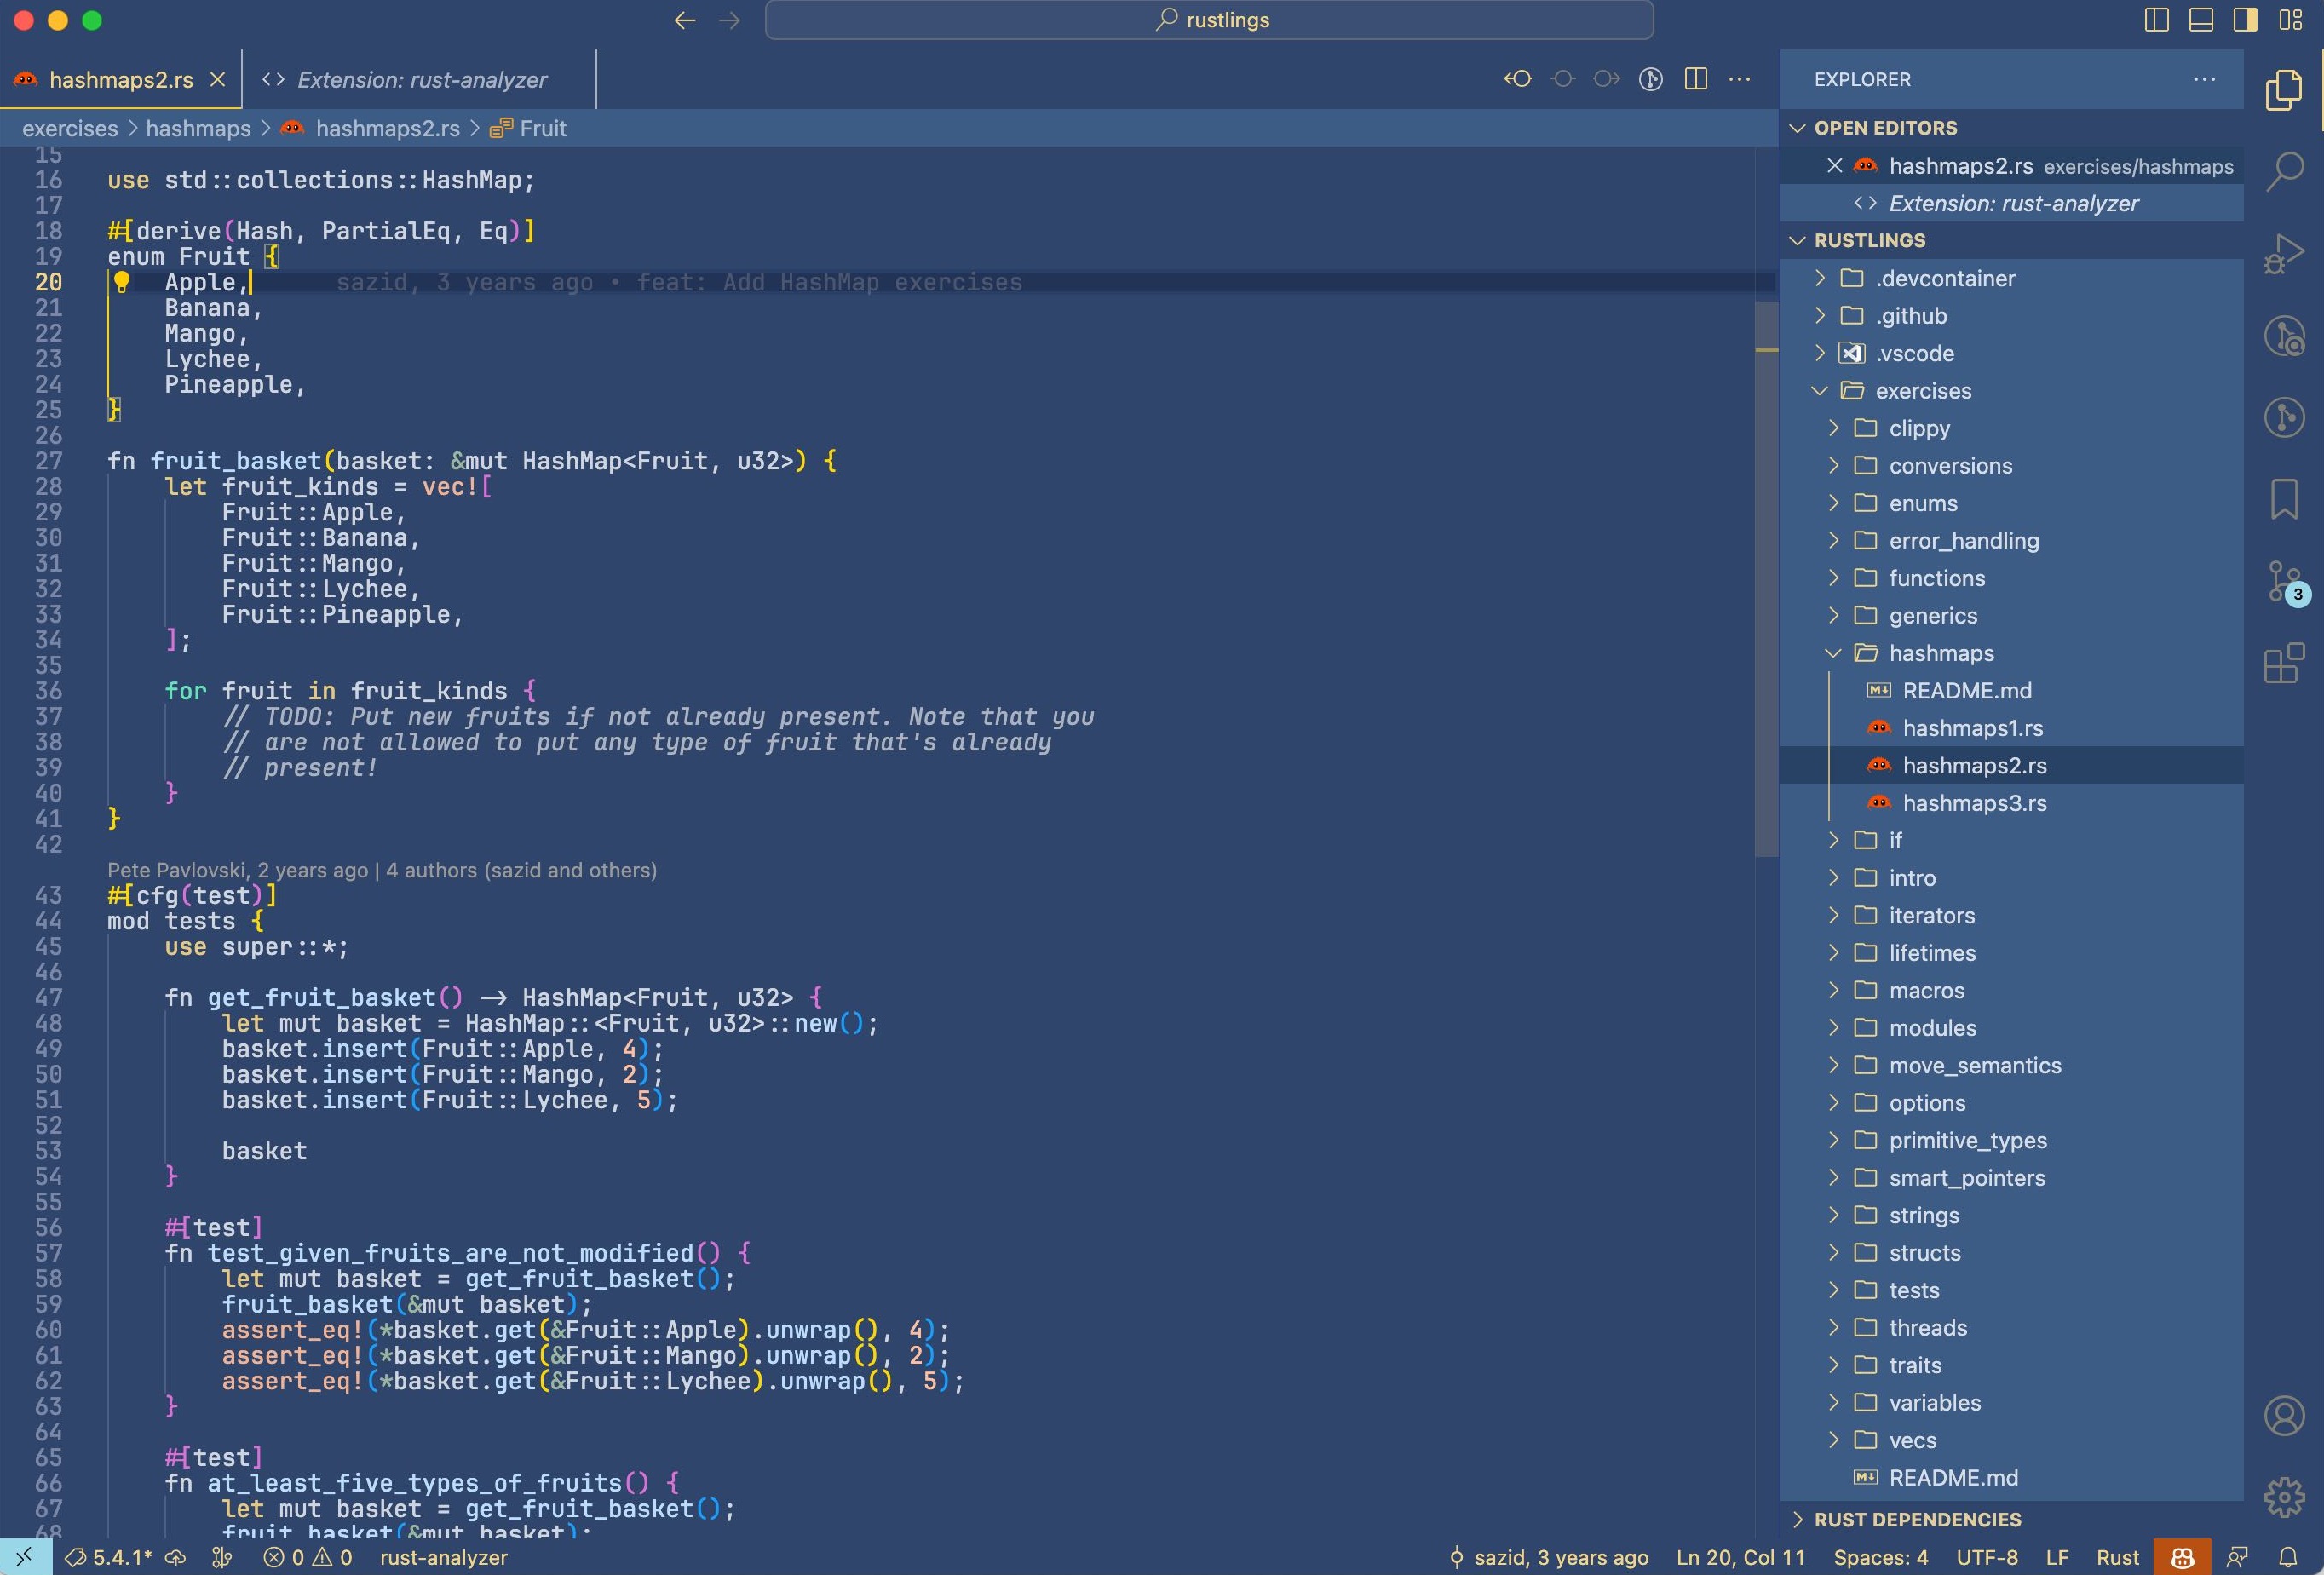 rustlings
hashmaps2.rs
Extension: rust-analyzer
exercises > hashmaps > hashmaps2.rs > Fruit
15
16 use std::collections::HashMap;
17
18 #[derive(Hash, PartialEq, Eq)]
19 enum Fruit {
20     Apple, sazid, 3 years ago • feat: Add HashMap exercises
21     Banana,
22     Mango,
23     Lychee,
24     Pineapple,
25 }
26
27 fn fruit_basket(basket: &mut HashMap<Fruit, u32>) {
28     let fruit_kinds = vec![
29         Fruit::Apple,
30         Fruit::Banana,
31         Fruit::Mango,
32         Fruit::Lychee,
33         Fruit::Pineapple,
34     ];
35
36     for fruit in fruit_kinds {
37         // TODO: Put new fruits if not already present. Note that you
38         // are not allowed to put any type of fruit that's already
39         // present!
40     }
41 }
42
Pete Pavlovski, 2 years ago | 4 authors (sazid and others)
43 #[cfg(test)]
44 mod tests {
45     use super::*;
46
47     fn get_fruit_basket() -> HashMap<Fruit, u32> {
48         let mut basket = HashMap::<Fruit, u32>::new();
49         basket.insert(Fruit::Apple, 4);
50         basket.insert(Fruit::Mango, 2);
51         basket.insert(Fruit::Lychee, 5);
52
53         basket
54     }
55
56     #[test]
57     fn test_given_fruits_are_not_modified() {
58         let mut basket = get_fruit_basket();
59         fruit_basket(&mut basket);
60         assert_eq!(*basket.get(&Fruit::Apple).unwrap(), 4);
61         assert_eq!(*basket.get(&Fruit::Mango).unwrap(), 2);
62         assert_eq!(*basket.get(&Fruit::Lychee).unwrap(), 5);
63     }
64
65     #[test]
66     fn at_least_five_types_of_fruits() {
67         let mut basket = get_fruit_basket();
68         fruit_basket(&mut basket);
EXPLORER
OPEN EDITORS
hashmaps2.rs exercises/hashmaps
Extension: rust-analyzer
RUSTLINGS
.devcontainer
.github
.vscode
exercises
clippy
conversions
enums
error_handling
functions
generics
hashmaps
README.md
hashmaps1.rs
hashmaps2.rs
hashmaps3.rs
if
intro
iterators
lifetimes
macros
modules
move_semantics
options
primitive_types
smart_pointers
strings
structs
tests
threads
traits
variables
vecs
README.md
RUST DEPENDENCIES
3
5.4.1* 0 0 rust-analyzer
sazid, 3 years ago Ln 20, Col 11 Spaces: 4 UTF-8 LF Rust